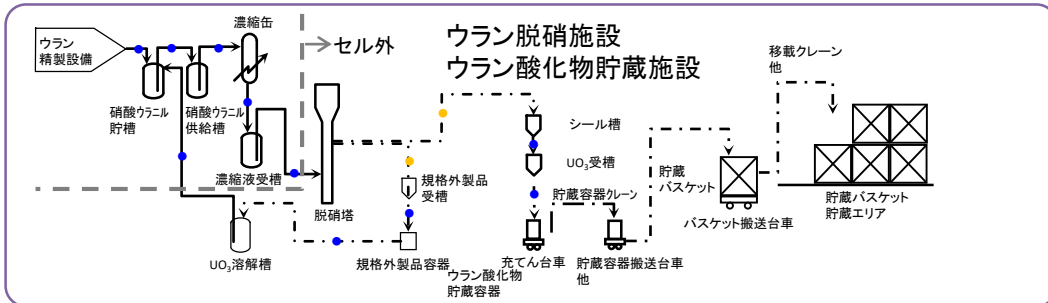 ウラン
精製設備
濃縮缶
セル外
ウラン脱硝施設
ウラン酸化物貯蔵施設
移載クレーン
他
硝酸ウラニル
貯槽
硝酸ウラニル
供給槽
濃縮液受槽
シール槽
UO₃受槽
規格外製品
受槽
貯蔵容器クレーン
貯蔵
バスケット
バスケット搬送台車
貯蔵バスケット
貯蔵エリア
脱硝塔
UO₃溶解槽
規格外製品容器
ウラン酸化物
貯蔵容器
充てん台車
貯蔵容器搬送台車
他